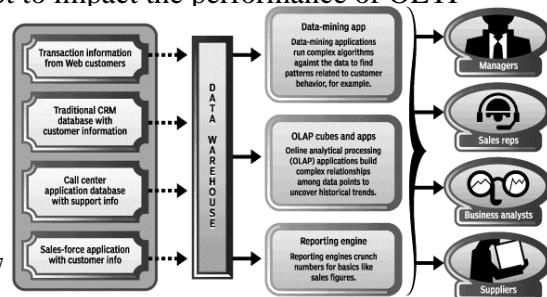 ot to impact the performance of OLTP
Transaction information
from Web customers
Traditional CRM
database with
customer information
Call center
application database
with support info
Sales-force application
with customer info
DATA WAREHOUSE
Data-mining app
Data-mining applications
run complex algorithms
against the data to find
patterns related to customer
behavior, for example.
OLAP cubes and apps
Online analytical processing
(OLAP) applications build
complex relationships
among data points to
uncover historical trends.
Reporting engine
Reporting engines crunch
numbers for basics like
sales figures.
Managers
Sales reps
Business analysts
Suppliers